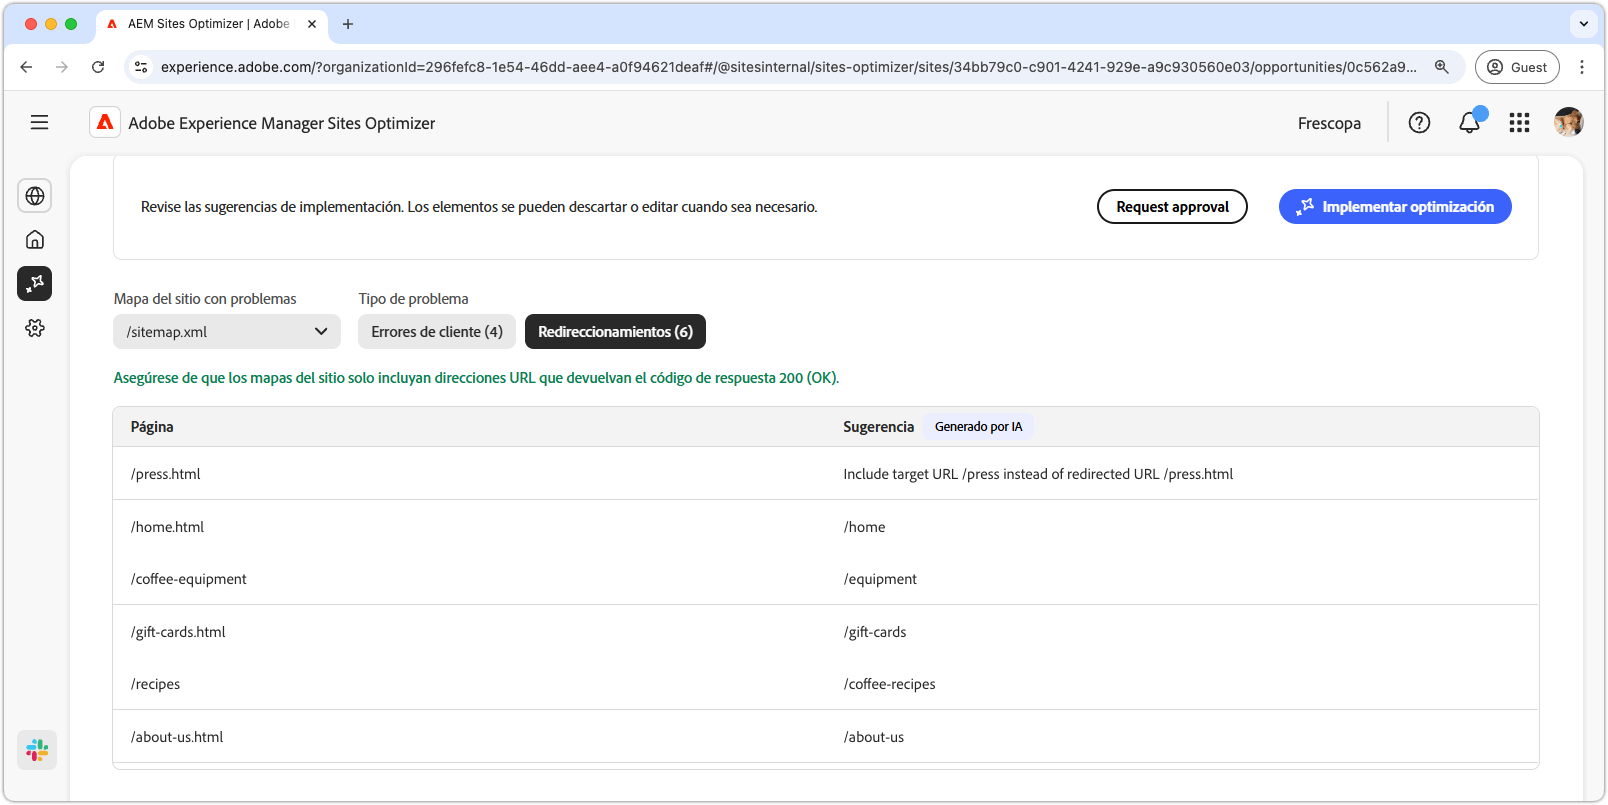 AEM Sites Optimizer | Adobe
experience.adobe.com/?organizationId=296fefc8-1e54-46dd-aee4-a0f94621deaf#/@sitesinternal/sites-optimizer/sites/34bb79c0-c901-4241-929e-a9c930560e03/opportunities/0c562a9...
Guest
Adobe Experience Manager Sites Optimizer
Frescopa
Revise las sugerencias de implementación. Los elementos se pueden descartar o editar cuando sea necesario.
Request approval
Implementar optimización
Mapa del sitio con problemas
Tipo de problema
/sitemap.xml
Errores de cliente (4)
Redireccionamientos (6)
Asegúrese de que los mapas del sitio solo incluyan direcciones URL que devuelvan el código de respuesta 200 (OK).
Página
Sugerencia
Generado por IA
/press.html
Include target URL /press instead of redirected URL /press.html
/home.html
/home
/coffee-equipment
/equipment
/gift-cards.html
/gift-cards
/recipes
/coffee-recipes
/about-us.html
/about-us